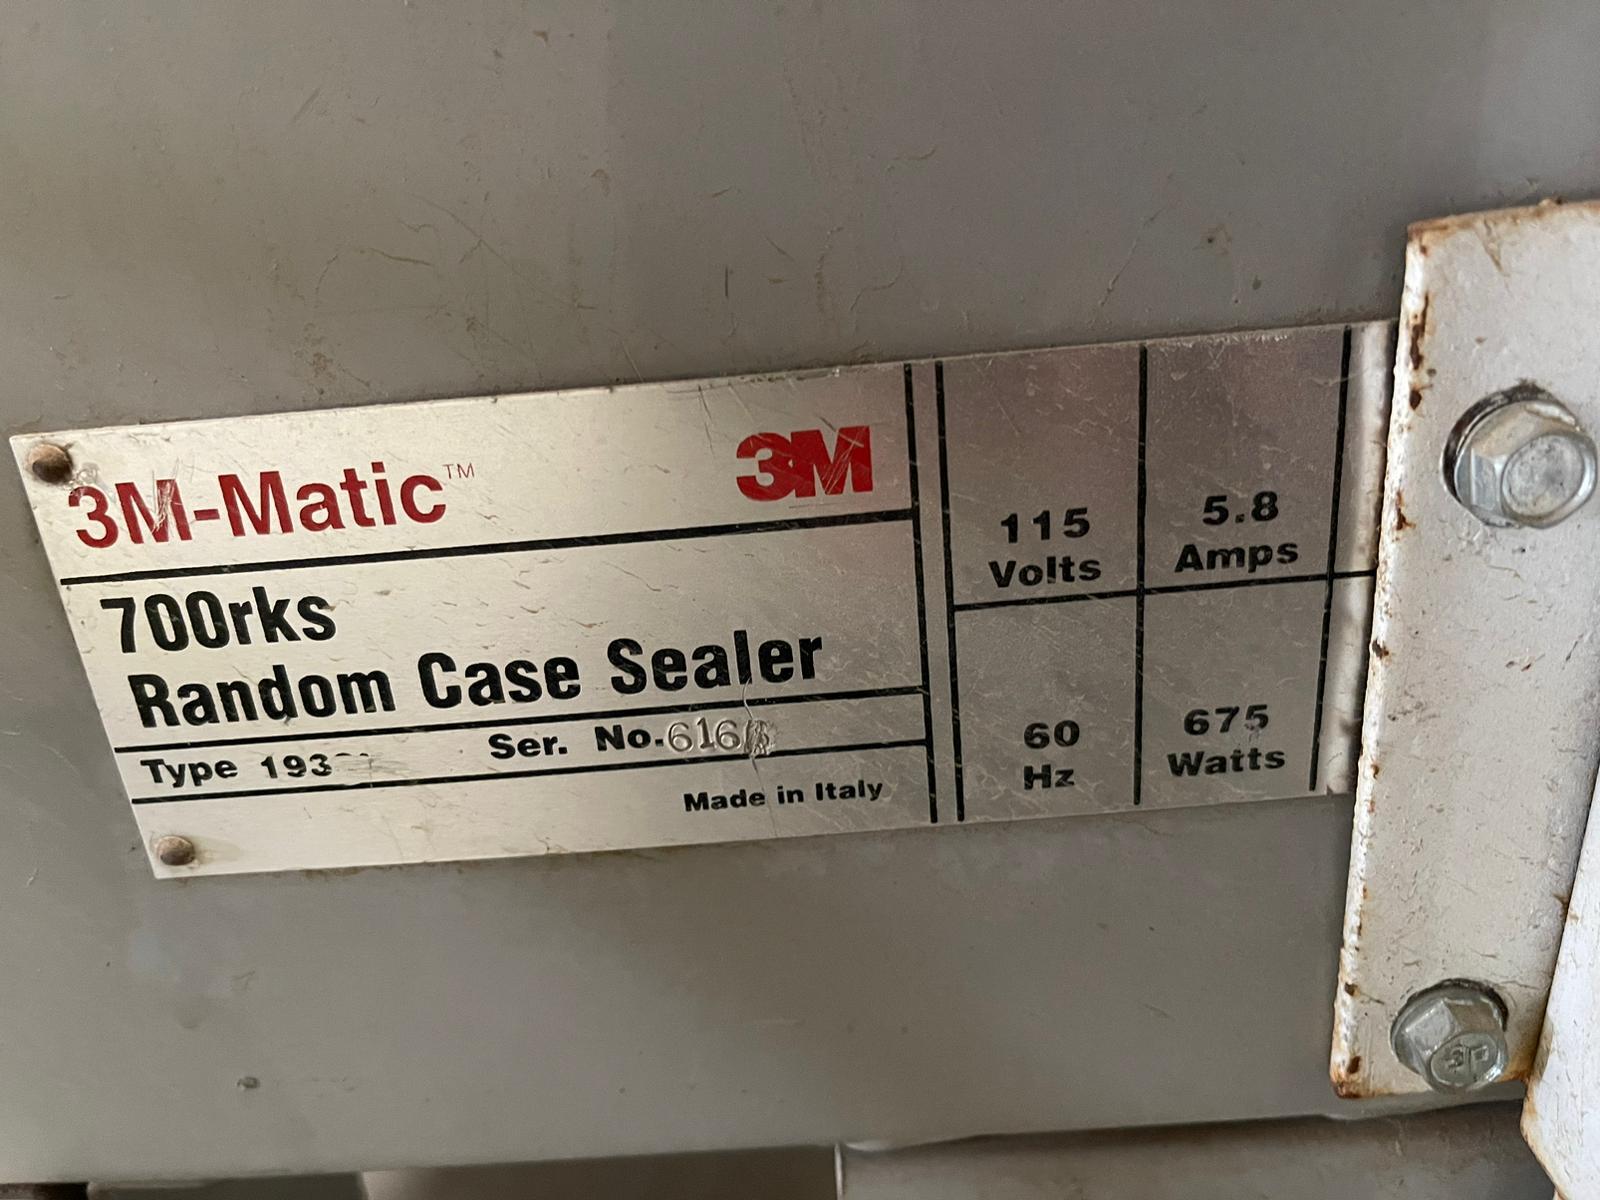 3M-Matic™ 3M
700rks
Random Case Sealer
Type Ser. No.
Made in Italy
115
Volts
5.8
Amps
60
Hz
675
Watts